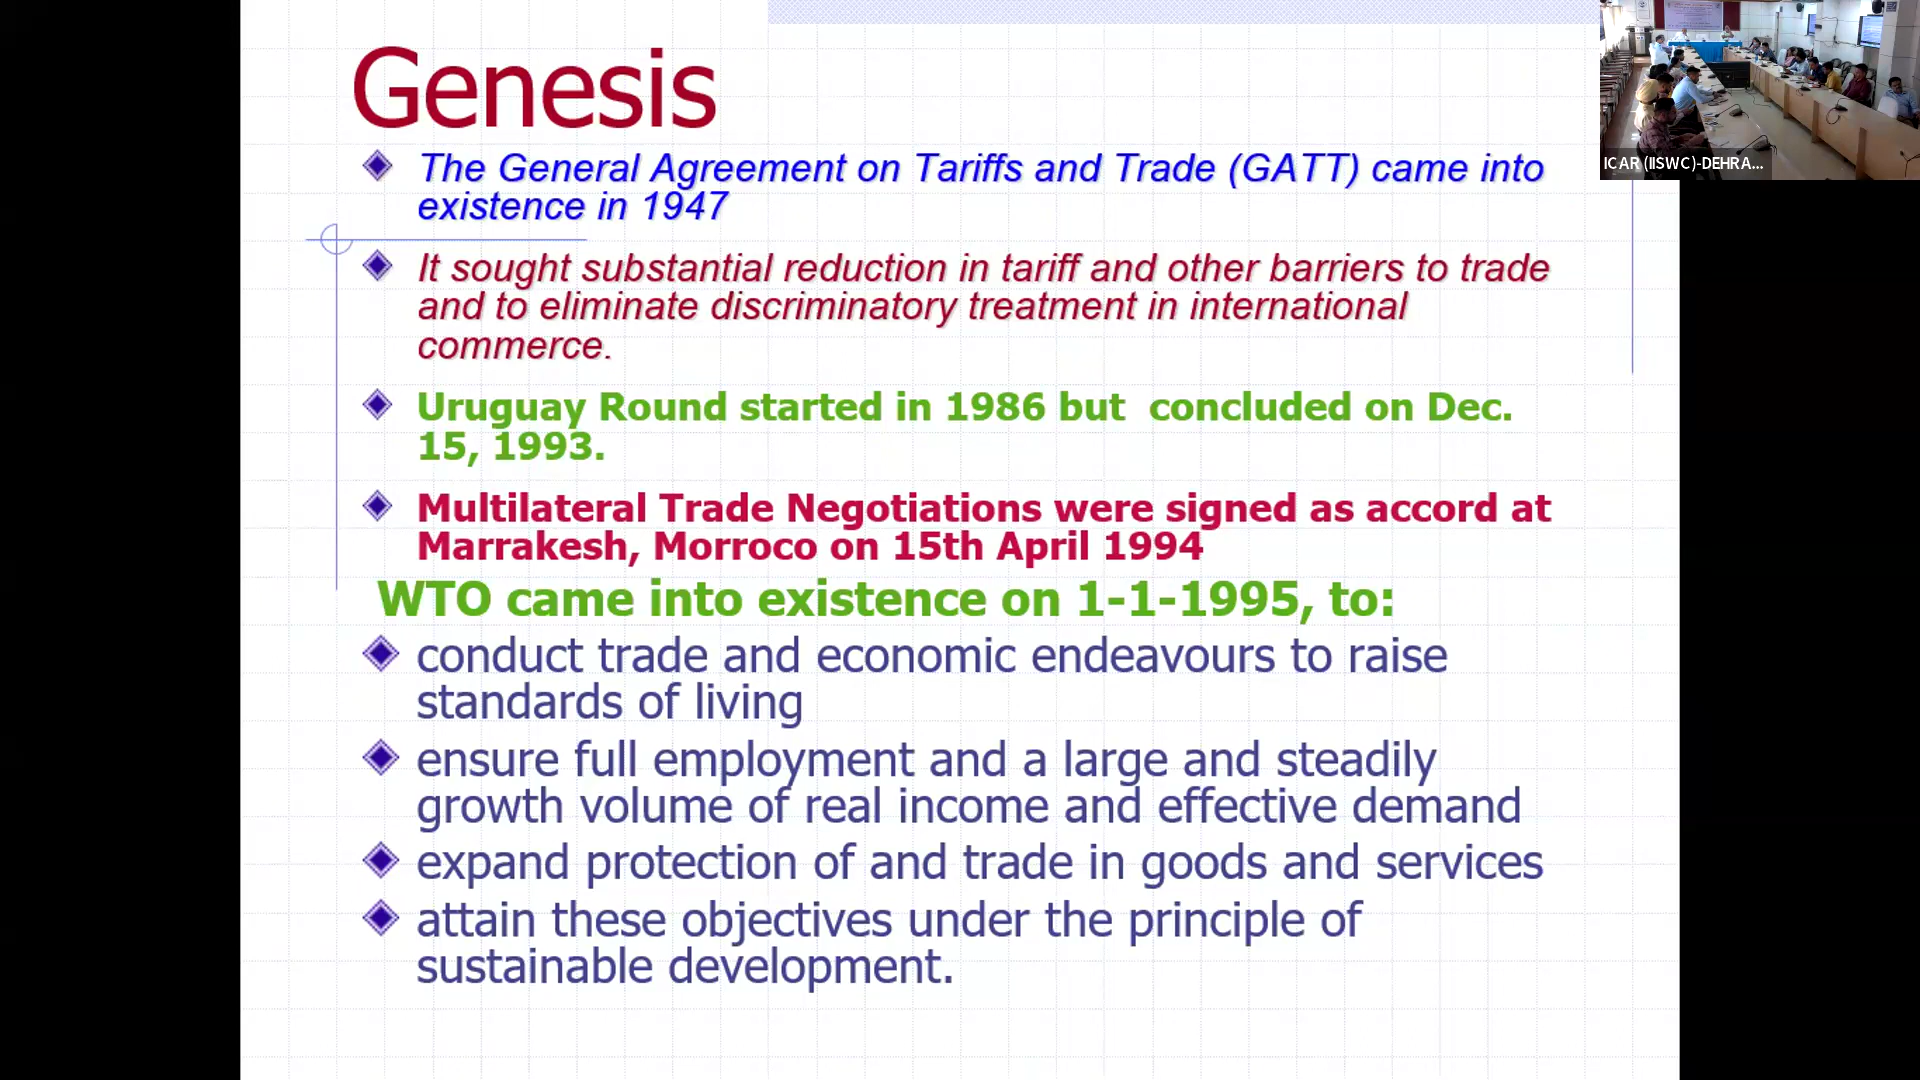 Genesis
The General Agreement on Tariffs and Trade (GATT) came into
existence in 1947
It sought substantial reduction in tariff and other barriers to trade
and to eliminate discriminatory treatment in international
commerce.
Uruguay Round started in 1986 but  concluded on Dec.
15, 1993.
Multilateral Trade Negotiations were signed as accord at
Marrakesh, Morroco on 15th April 1994
WTO came into existence on 1-1-1995, to:
conduct trade and economic endeavours to raise
standards of living
ensure full employment and a large and steadily
growth volume of real income and effective demand
expand protection of and trade in goods and services
attain these objectives under the principle of
sustainable development.
ICAR (IISWC)-DEHRA...